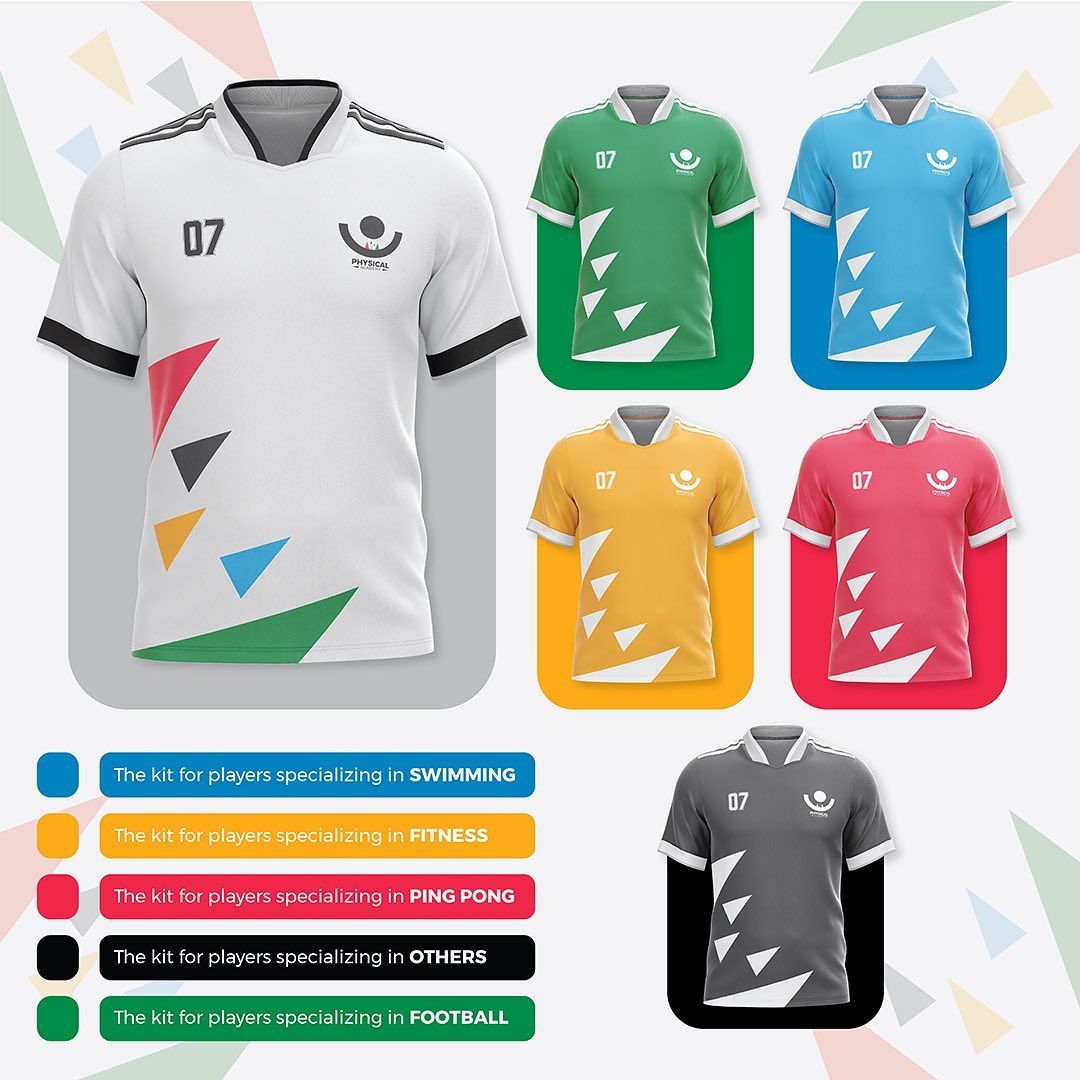 07
PHYSICAL
ACADEMY
07
PHYSICAL
07
PHYSICAL
07
PHYSICAL
07
PHYSICAL
The kit for players specializing in SWIMMING
The kit for players specializing in FITNESS
The kit for players specializing in PING PONG
The kit for players specializing in OTHERS
The kit for players specializing in FOOTBALL
07
PHYSICAL